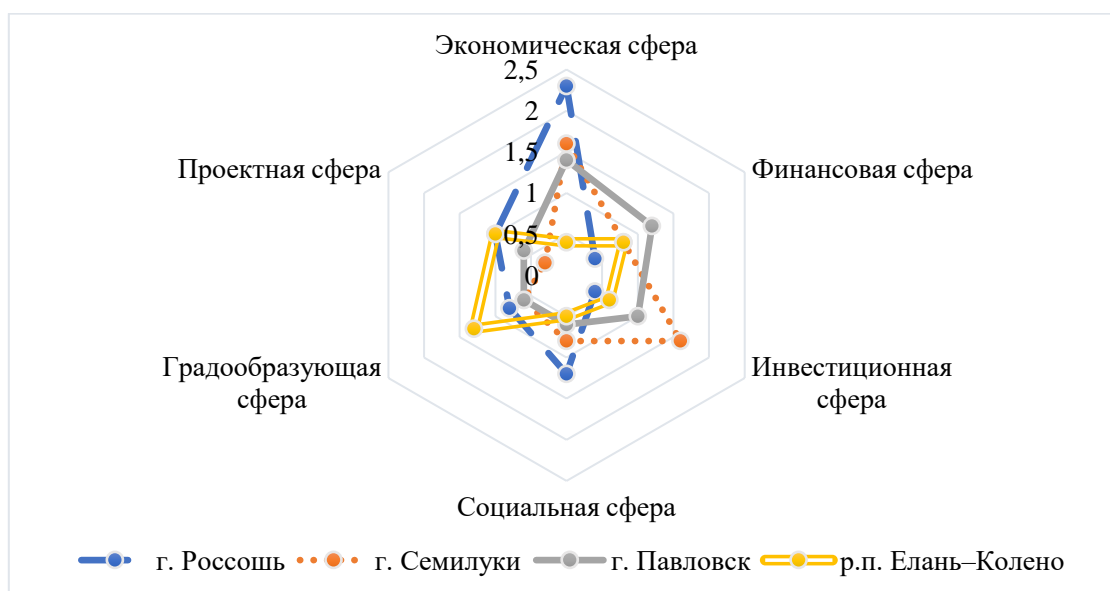 Экономическая сфера
2,5
2
1,5
1
0,5
0
Проектная сфера
Финансовая сфера
Градообразующая
сфера
Инвестиционная
сфера
Социальная сфера
г. Россошь г. Семилуки г. Павловск р.п. Елань–Колено